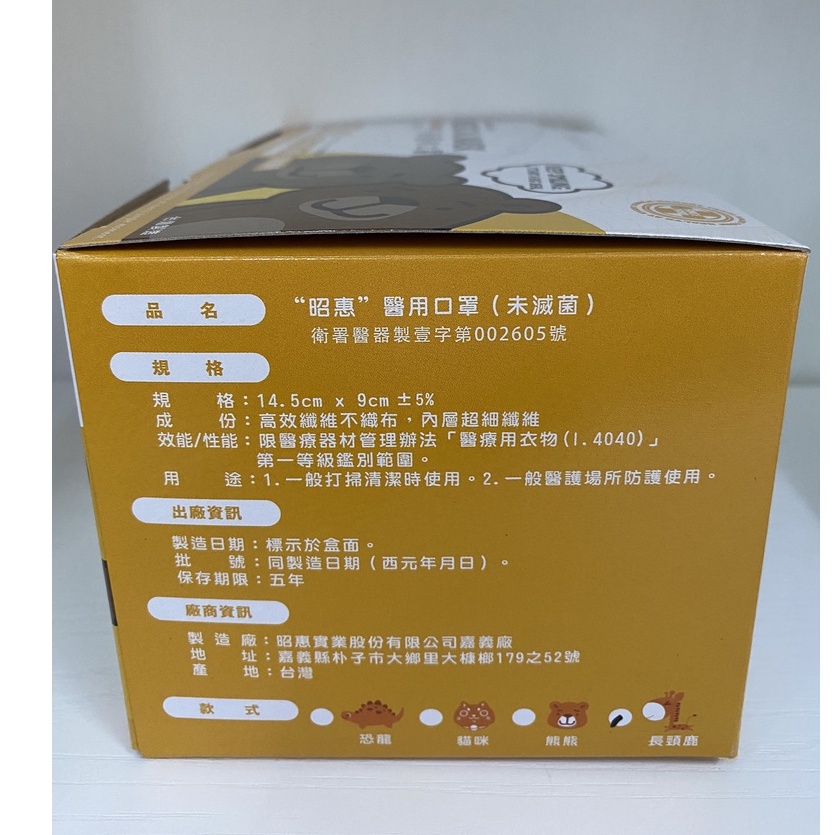 品名
“昭惠”醫用口罩(未滅菌)
衛署醫器製壹字第002605號
規格
規格:14.5cm x 9cm ±5%
成份:高效纖維不織布,內層超細纖維
效能/性能:限醫療器材管理辦法「醫療用衣物(I.4040)」
第一等級鑑別範圍。
用途:1.一般打掃清潔時使用。2.一般醫護場所防護使用。
出廠資訊
製造日期:標示於盒面。
批號:同製造日期(西元年月日)。
保存期限:五年
廠商資訊
製造廠:昭惠實業股份有限公司嘉義廠
地址:嘉義縣朴子市大鄉里大槺榔179之52號
產地:台灣
款式
恐龍 貓咪 熊熊 長頸鹿